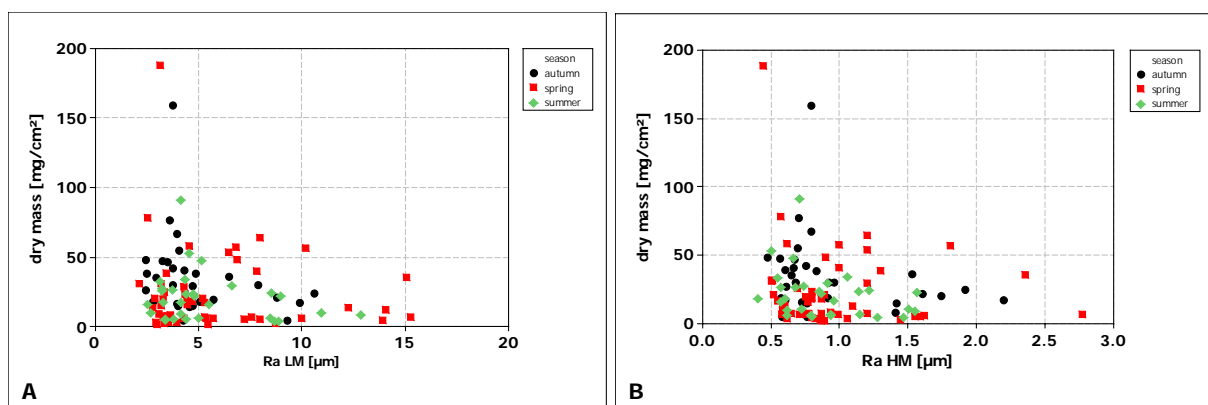 200
150
100
50
0
0
5
10
15
20
dry mass [mg/cm²]
Ra LM [µm]
season
autumn
spring
summer
A
200
150
100
50
0
0.0
0.5
1.0
1.5
2.0
2.5
3.0
dry mass [mg/cm²]
Ra HM [µm]
season
autumn
spring
summer
B